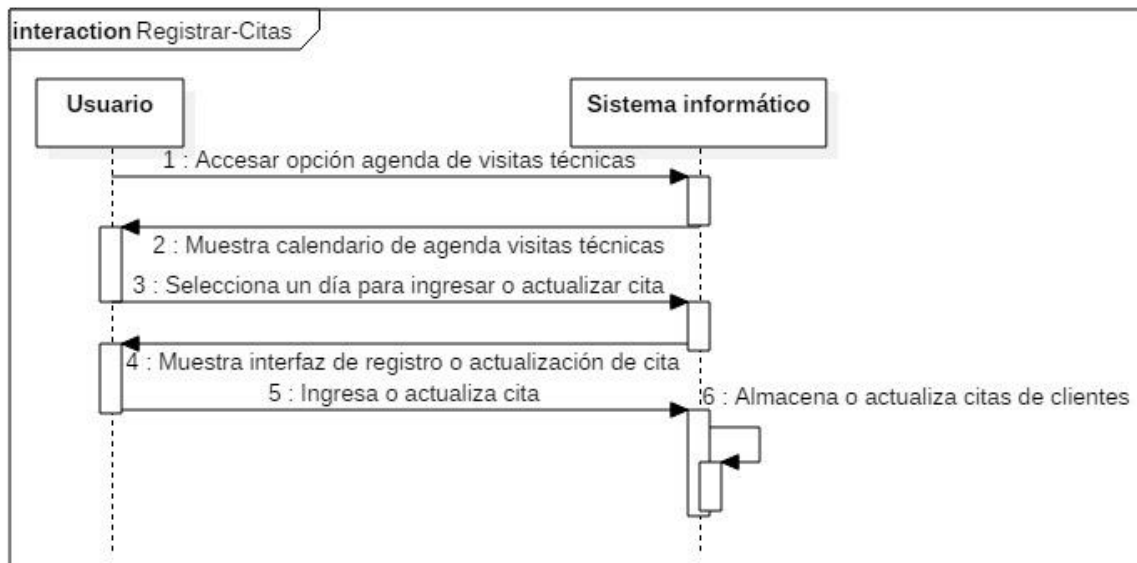 interaction Registrar-Citas
Usuario
Sistema informático
1 : Accesar opción agenda de visitas técnicas
2 : Muestra calendario de agenda visitas técnicas
3 : Selecciona un día para ingresar o actualizar cita
4 : Muestra interfaz de registro o actualización de cita
5 : Ingresa o actualiza cita
6 : Almacena o actualiza citas de clientes